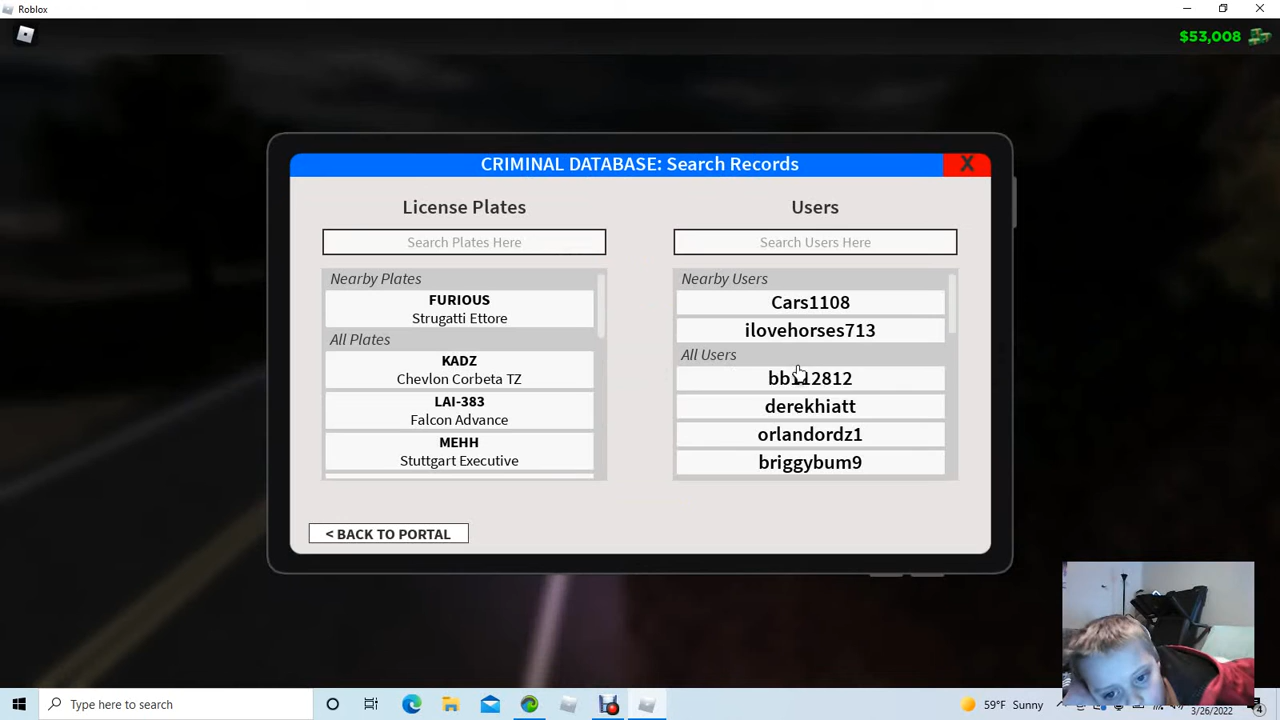 Roblox
$53,008
CRIMINAL DATABASE: Search Records
X
License Plates
Search Plates Here
Nearby Plates
FURIOUS
Strugatti Ettore
All Plates
KADZ
Chevlon Corbeta TZ
LAI-383
Falcon Advance
MEHH
Stuttgart Executive
Users
Search Users Here
Nearby Users
Cars1108
ilovehorses713
All Users
bb112812
derekhiatt
orlandordz1
briggybum9
< BACK TO PORTAL
Type here to search
59°F Sunny
3/26/2022
4